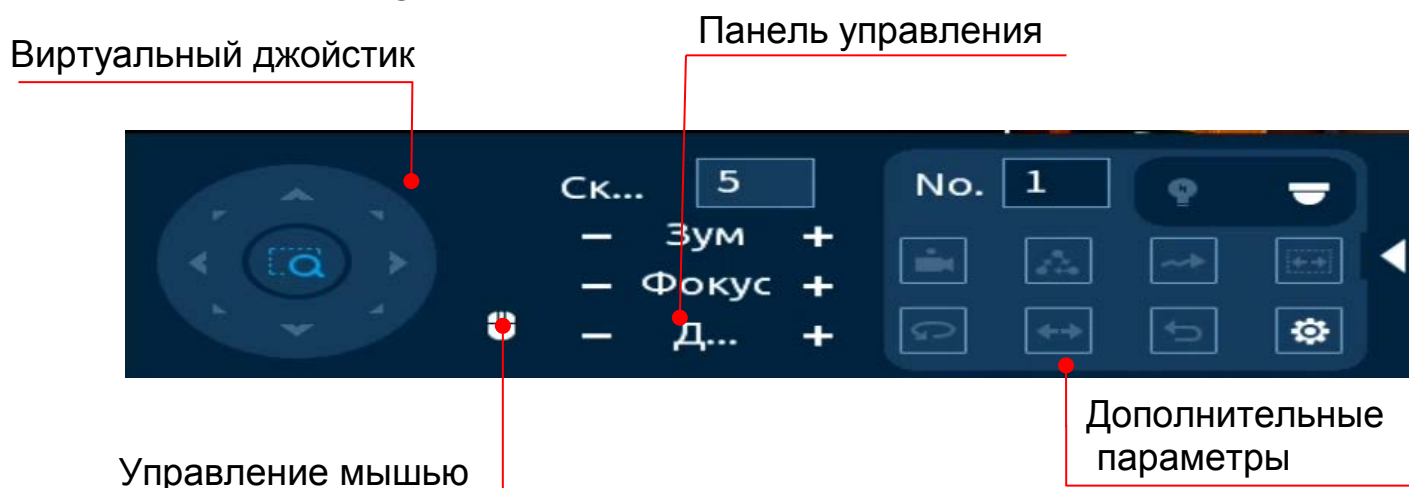 Панель управления
Виртуальный джойстик
Ск... 5
No. 1
− Зум +
− Фокус +
− Д... +
Дополнительные
параметры
Управление мышью